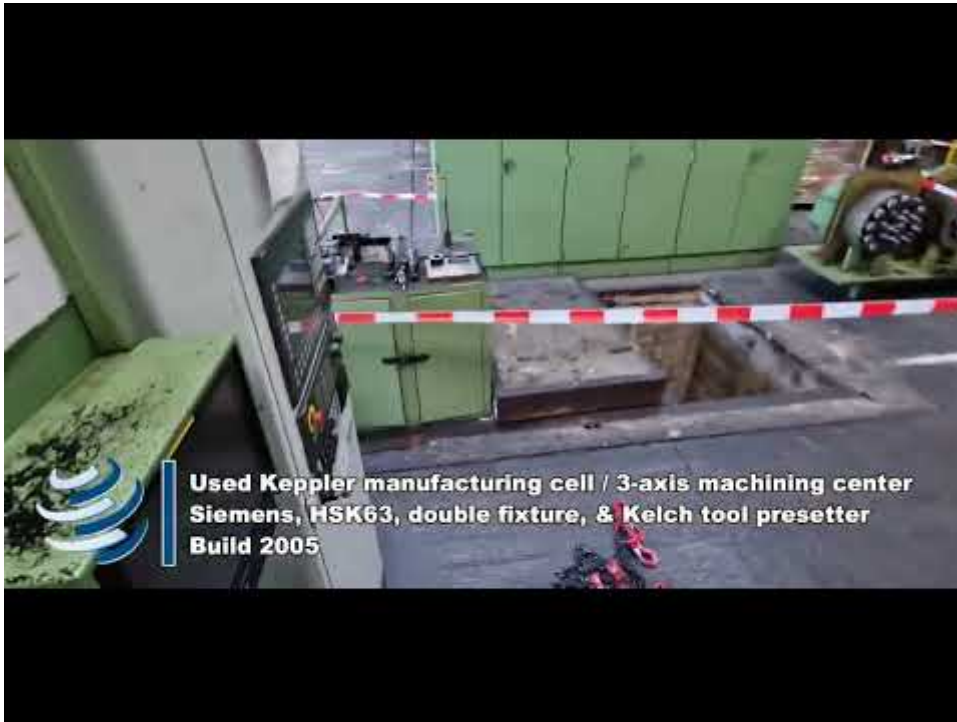 Used Keppler manufacturing cell / 3-axis machining center
Siemens, HSK63, double fixture, & Kelch tool presetter
Build 2005